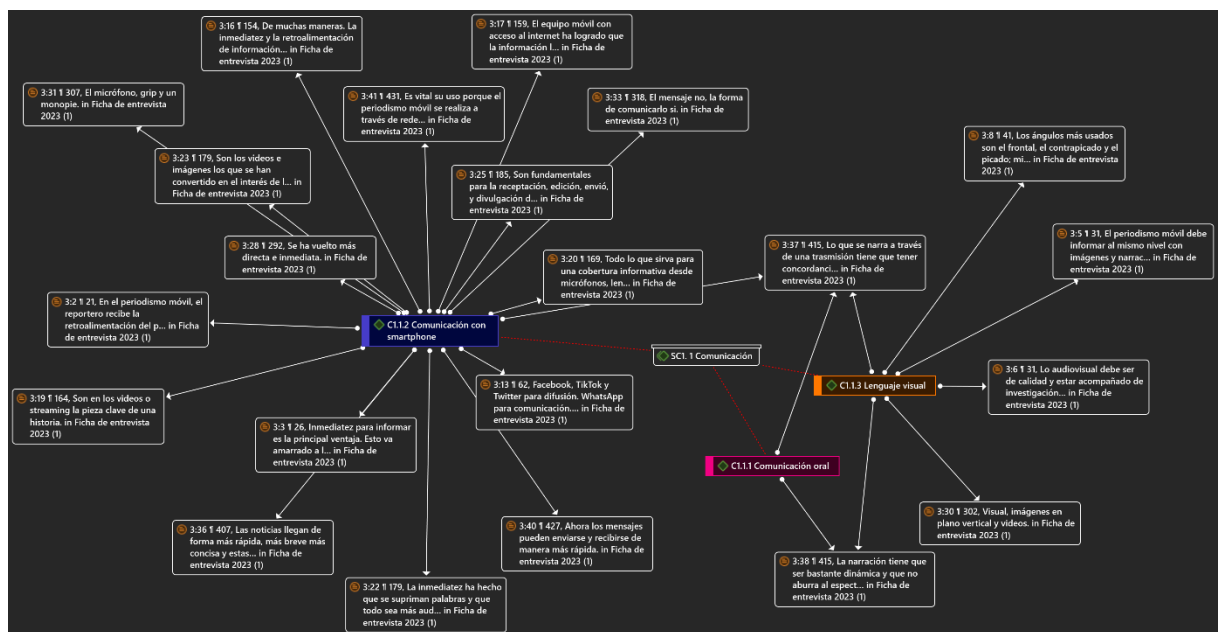 3:16 ¶ 154, De muchas maneras. La
inmediatez y la retroalimentación
de información... in Ficha de
entrevista 2023 (1)
3:17 ¶ 159, El equipo móvil con
acceso al internet ha logrado que
la información l... in Ficha de
entrevista 2023 (1)
3:31 ¶ 307, El micrófono, grip y un
monopie. in Ficha de entrevista
2023 (1)
3:41 ¶ 431, Es vital su uso porque el
periodismo móvil se realiza a
través de rede... in Ficha de
entrevista 2023 (1)
3:33 ¶ 318, El mensaje no, la forma
de comunicarlo si. in Ficha de
entrevista 2023 (1)
3:8 ¶ 41, Los ángulos más usados
son el frontal, el contrapicado y el
picado; mi... in Ficha de entrevista
2023 (1)
3:23 ¶ 179, Son los videos e
imágenes los que se han
convertido en el interés de l... in
Ficha de entrevista 2023 (1)
3:25 ¶ 185, Son fundamentales
para la receptación, edición, envió,
y divulgación d... in Ficha de
entrevista 2023 (1)
3:28 ¶ 292, Se ha vuelto más
directa e inmediata. in Ficha de
entrevista 2023 (1)
3:20 ¶ 169, Todo lo que sirva para
una cobertura informativa desde
micrófonos, len... in Ficha de
entrevista 2023 (1)
3:37 ¶ 415, Lo que se narra a través
de una trasmisión tiene que tener
concordanci... in Ficha de
entrevista 2023 (1)
3:5 ¶ 31, El periodismo móvil debe
informar al mismo nivel con
imágenes y narrac... in Ficha de
entrevista 2023 (1)
3:2 ¶ 21, En el periodismo móvil, el
reportero recibe la
retroalimentación del p... in Ficha
de entrevista 2023 (1)
C1.1.2 Comunicación con
smartphone
5C1. 1 Comunicación
C1.1.3 Lenguaje visual
3:6 ¶ 31, Lo audiovisual debe ser
de calidad y estar acompañado de
investigación... in Ficha de
entrevista 2023 (1)
3:19 ¶ 164, Son en los videos o
streaming la pieza clave de una
historia. in Ficha de entrevista
2023 (1)
3:3 ¶ 26, Inmediatez para informar
es la principal ventaja. Esto va
amarrado a l... in Ficha de
entrevista 2023 (1)
3:13 ¶ 62, Facebook, TikTok y
Twitter para difusión. WhatsApp
para comunicación.... in Ficha de
entrevista 2023 (1)
C1.1.1 Comunicación oral
3:36 ¶ 407, Las noticias llegan de
forma más rápida, más breve más
concisa y estas... in Ficha de
entrevista 2023 (1)
3:40 ¶ 427, Ahora los mensajes
pueden enviarse y recibirse de
manera más rápida. in Ficha de
entrevista 2023 (1)
3:30 ¶ 302, Visual, imágenes en
plano vertical y videos. in Ficha de
entrevista 2023 (1)
3:22 ¶ 179, La inmediatez ha hecho
que se supriman palabras y que
todo sea más aud... in Ficha de
entrevista 2023 (1)
3:38 ¶ 415, La narración tiene que
ser bastante dinámica y que no
aburra al espect... in Ficha de
entrevista 2023 (1)